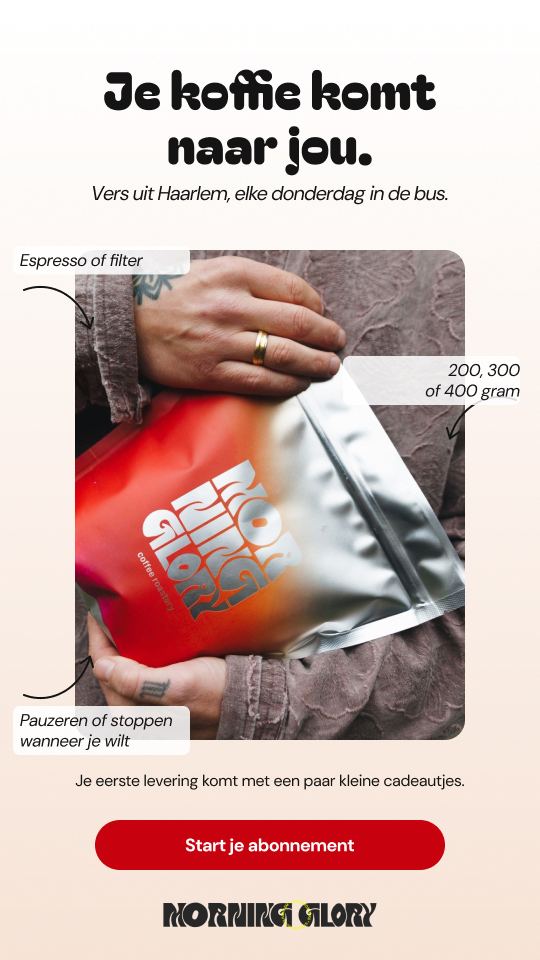 Je koffie komt
naar jou.
Vers uit Haarlem, elke donderdag in de bus.
Espresso of filter
200, 300
of 400 gram
MOR
NING
GLORY
coffee roastery
Pauzeren of stoppen
wanneer je wilt
Je eerste levering komt met een paar kleine cadeautjes.
Start je abonnement
MORNING GLORY